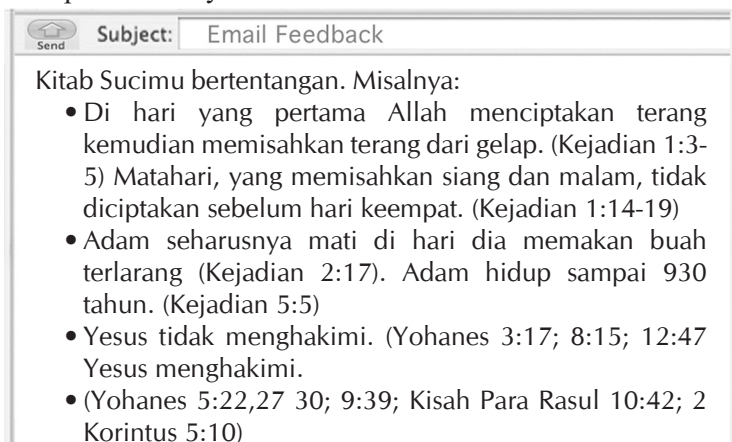 Send Subject: Email Feedback
Kitab Sucimu bertentangan. Misalnya:
• Di hari yang pertama Allah menciptakan terang
kemudian memisahkan terang dari gelap. (Kejadian 1:3-
5) Matahari, yang memisahkan siang dan malam, tidak
diciptakan sebelum hari keempat. (Kejadian 1:14-19)
• Adam seharusnya mati di hari dia memakan buah
terlarang (Kejadian 2:17). Adam hidup sampai 930
tahun. (Kejadian 5:5)
• Yesus tidak menghakimi. (Yohanes 3:17; 8:15; 12:47
Yesus menghakimi.
• (Yohanes 5:22,27 30; 9:39; Kisah Para Rasul 10:42; 2
Korintus 5:10)